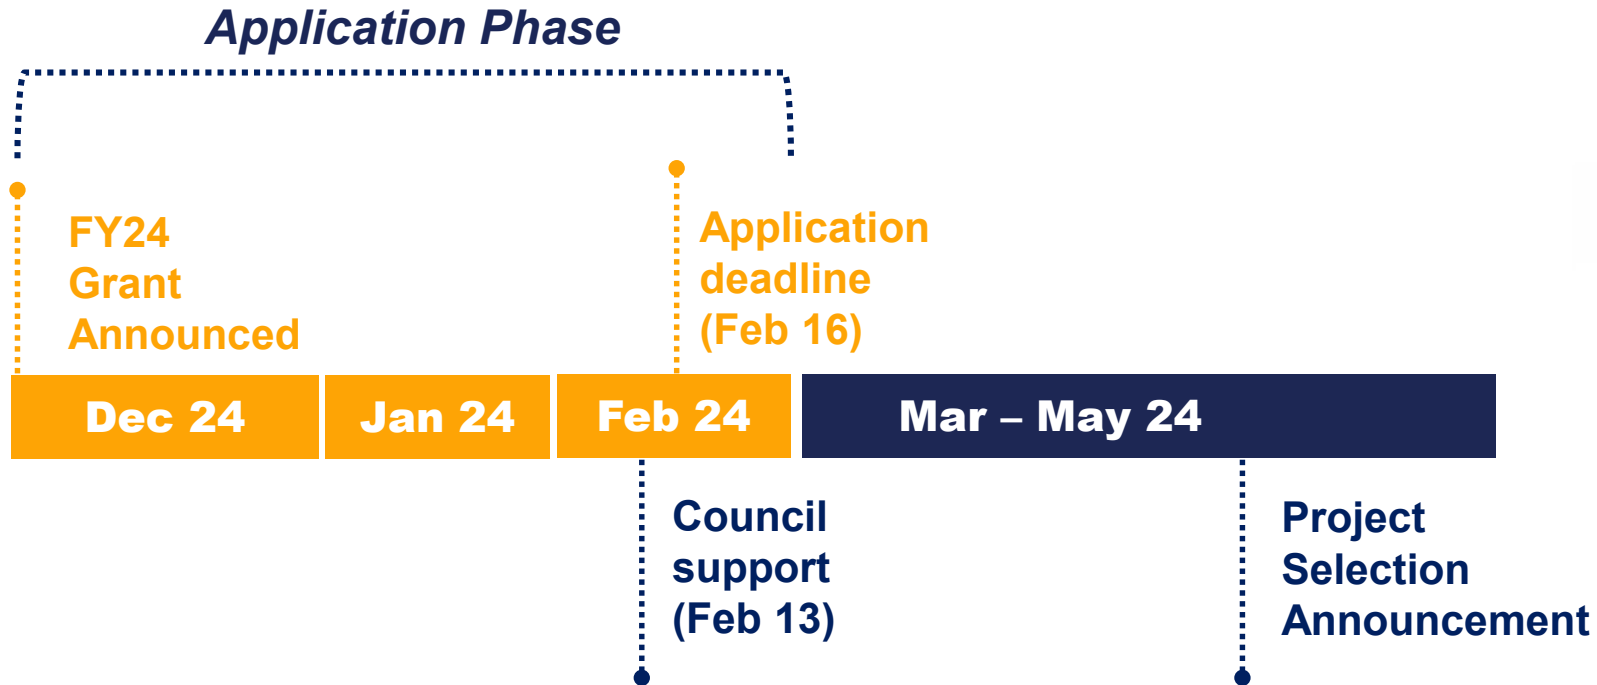 Application Phase
FY24
Grant
Announced
Application
deadline
(Feb 16)
Dec 24
Jan 24
Feb 24
Mar – May 24
Council
support
(Feb 13)
Project
Selection
Announcement